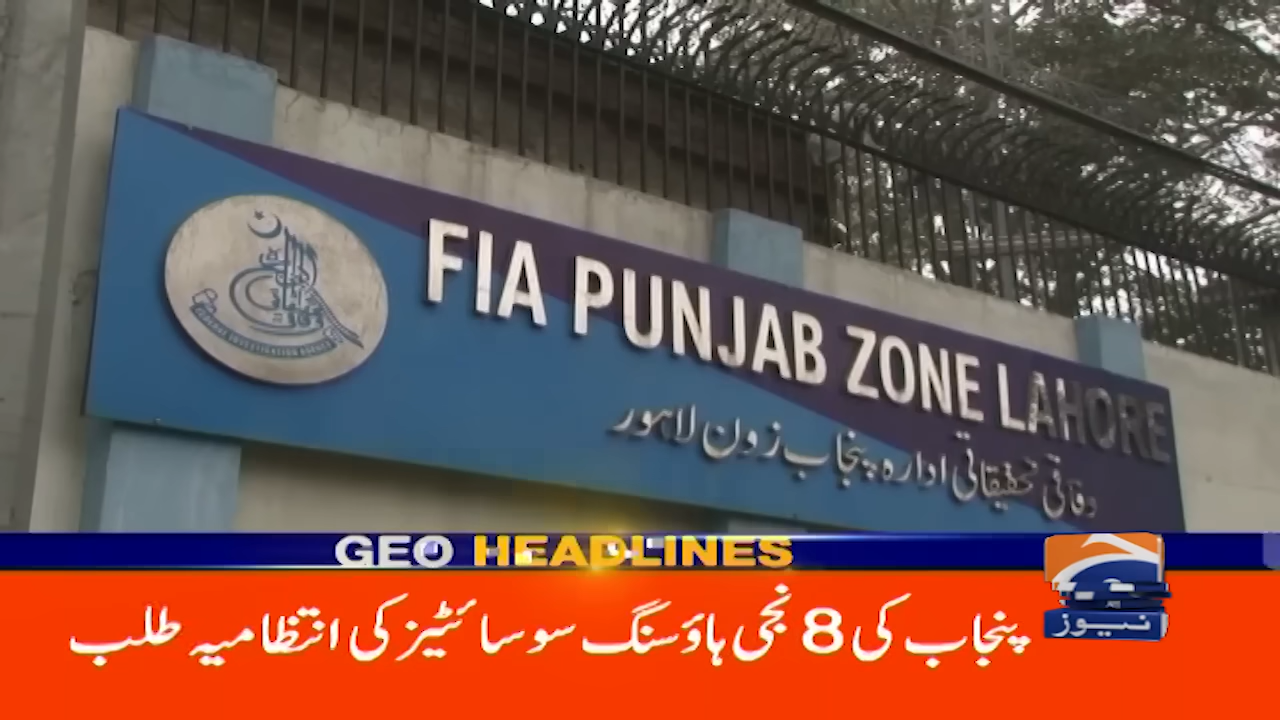 FIA PUNJAB ZONE LAHORE
وفاقی تحقیقاتی ادارہ پنجاب زون لاہور
GEO HEADLINES
پنجاب کی 8 نجی ہاؤسنگ سوسائٹیز کی انتظامیہ طلب
نیوز